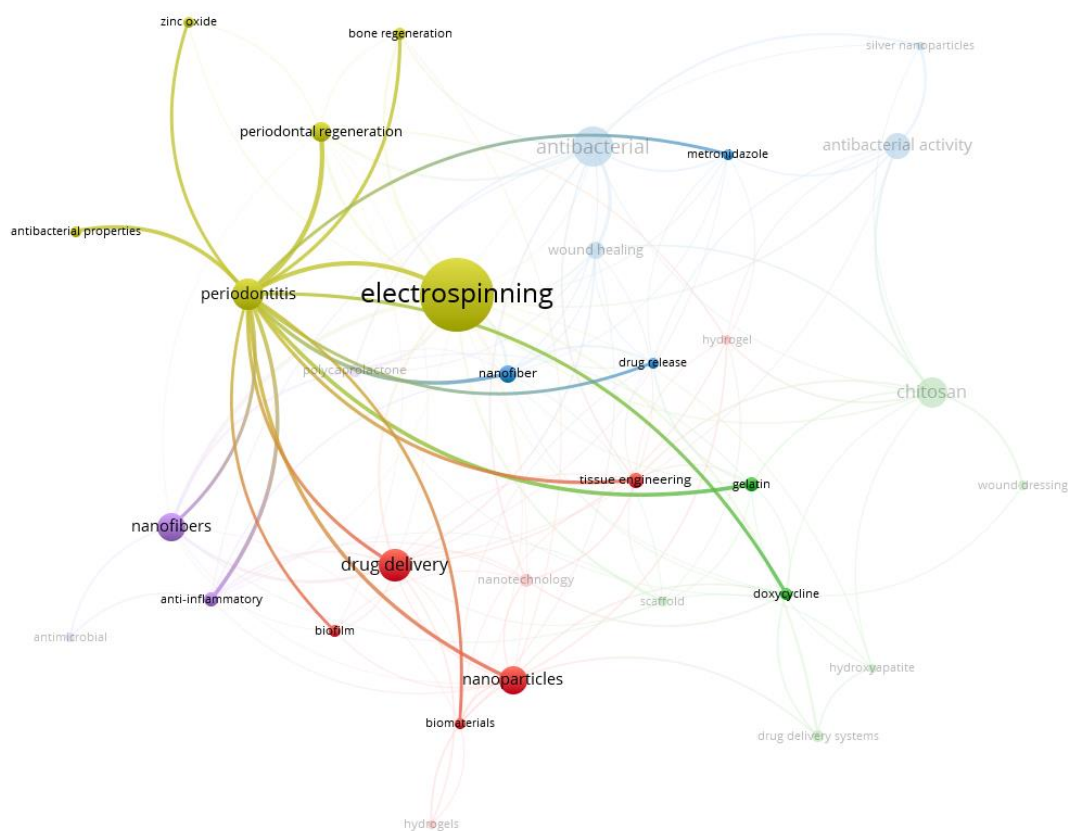 zinc oxide
bone regeneration
silver nanoparticles
periodontal regeneration
antibacterial
metronidazole
antibacterial activity
antibacterial properties
wound healing
periodontitis
electrospinning
hydrogel
polycaprolactone
nanofiber
drug release
chitosan
tissue engineering
gelatin
wound dressing
nanofibers
drug delivery
nanotechnology
anti-inflammatory
scaffold
doxycycline
antimicrobial
biofilm
hydroxyapatite
nanoparticles
biomaterials
drug delivery systems
hydrogels